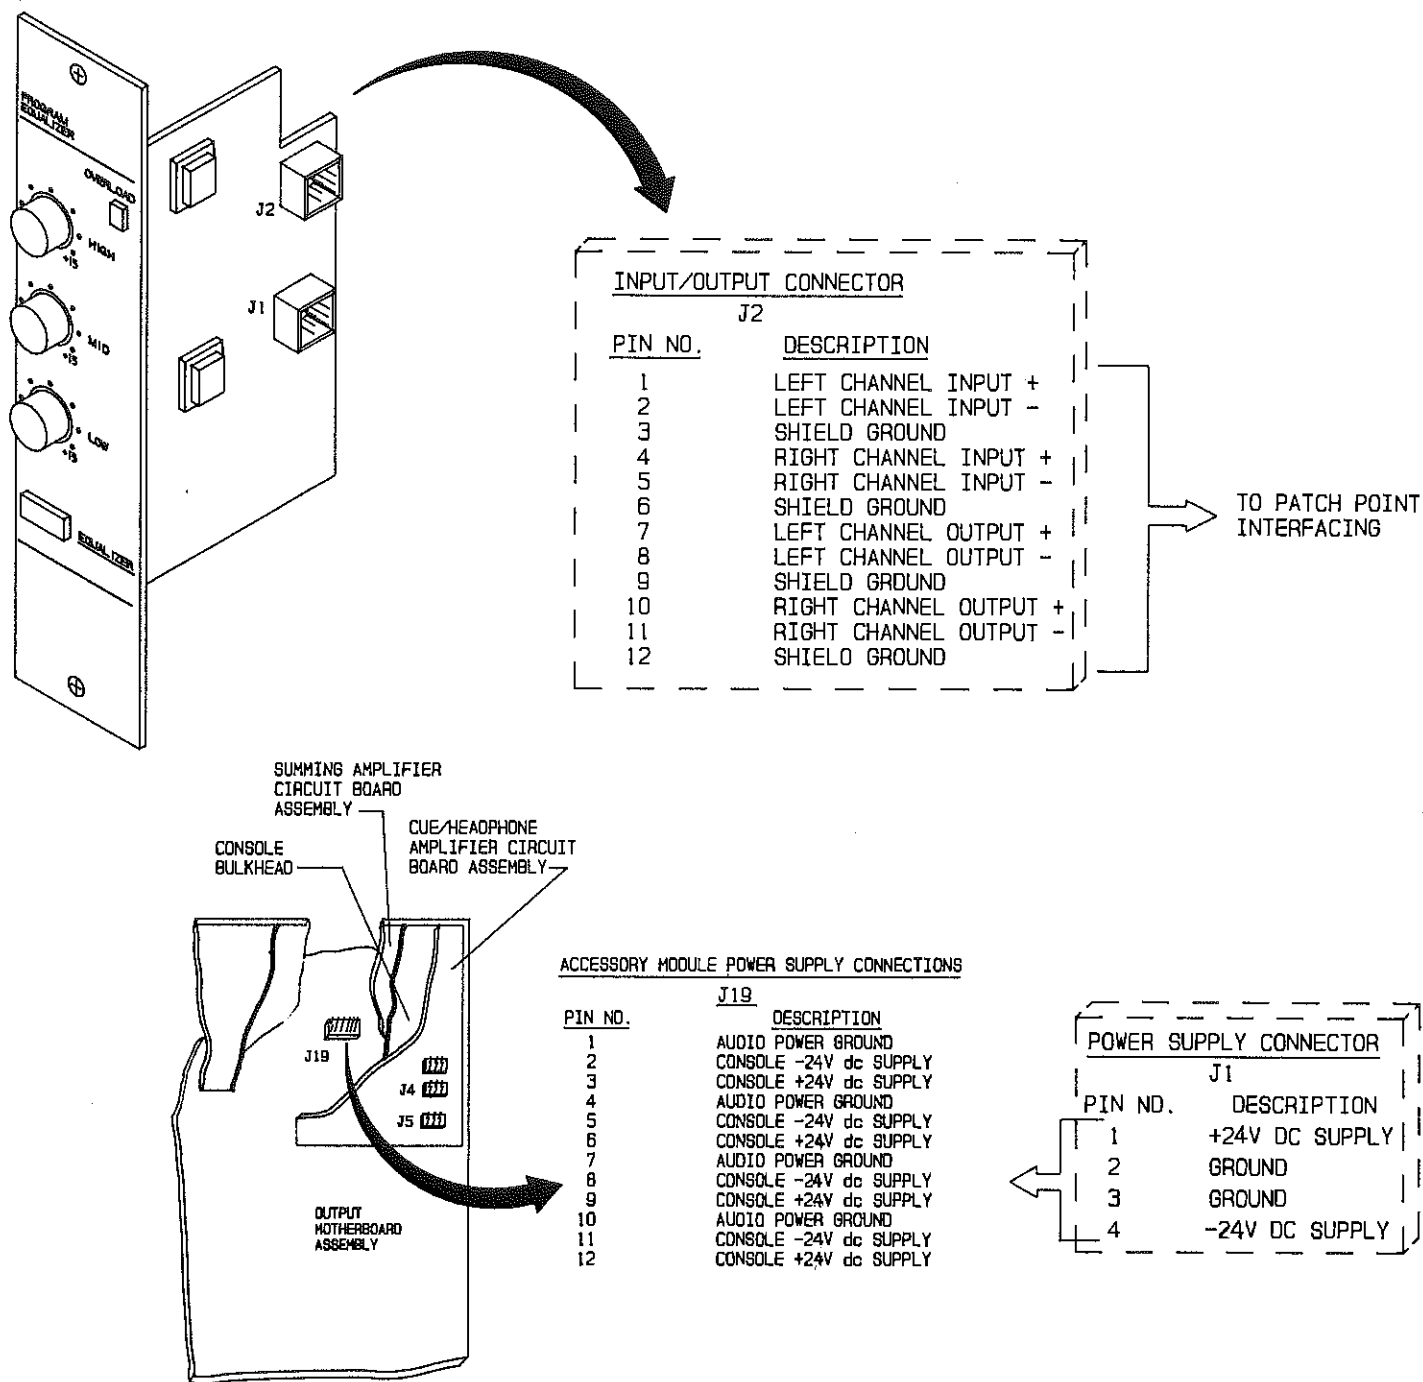 PROGRAM
EQUALIZER
OVERLOAD
HIGH
+15
MID
+15
LOW
+15
EQUALIZER
J2
J1
INPUT/OUTPUT CONNECTOR
J2
PIN NO. DESCRIPTION
1 LEFT CHANNEL INPUT +
2 LEFT CHANNEL INPUT -
3 SHIELD GROUND
4 RIGHT CHANNEL INPUT +
5 RIGHT CHANNEL INPUT -
6 SHIELD GROUND
7 LEFT CHANNEL OUTPUT +
8 LEFT CHANNEL OUTPUT -
9 SHIELD GROUND
10 RIGHT CHANNEL OUTPUT +
11 RIGHT CHANNEL OUTPUT -
12 SHIELD GROUND
TO PATCH POINT
INTERFACING
SUMMING AMPLIFIER
CIRCUIT BOARD
ASSEMBLY
CUE/HEADPHONE
AMPLIFIER CIRCUIT
BOARD ASSEMBLY
CONSOLE
BULKHEAD
J19
J4
J5
OUTPUT
MOTHERBOARD
ASSEMBLY
ACCESSORY MODULE POWER SUPPLY CONNECTIONS
J19
PIN NO. DESCRIPTION
1 AUDIO POWER GROUND
2 CONSOLE -24V dc SUPPLY
3 CONSOLE +24V dc SUPPLY
4 AUDIO POWER GROUND
5 CONSOLE -24V dc SUPPLY
6 CONSOLE +24V dc SUPPLY
7 AUDIO POWER GROUND
8 CONSOLE -24V dc SUPPLY
9 CONSOLE +24V dc SUPPLY
10 AUDIO POWER GROUND
11 CONSOLE -24V dc SUPPLY
12 CONSOLE +24V dc SUPPLY
POWER SUPPLY CONNECTOR
J1
PIN NO. DESCRIPTION
1 +24V DC SUPPLY
2 GROUND
3 GROUND
4 -24V DC SUPPLY